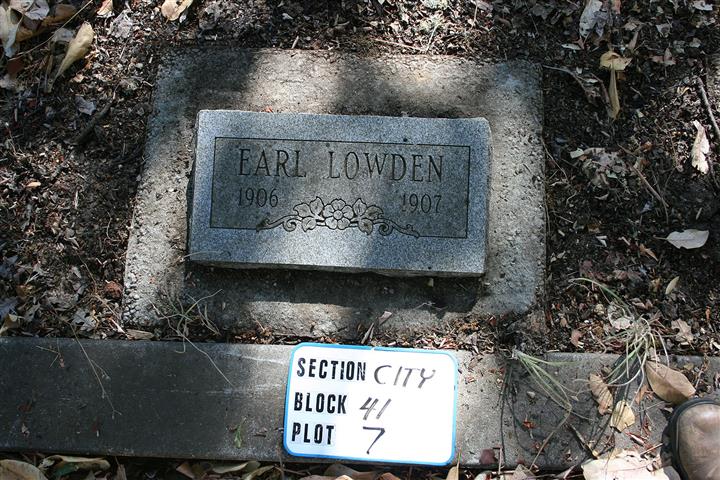 EARL LOWDEN
1906 1907
SECTION CITY
BLOCK 41
PLOT 7